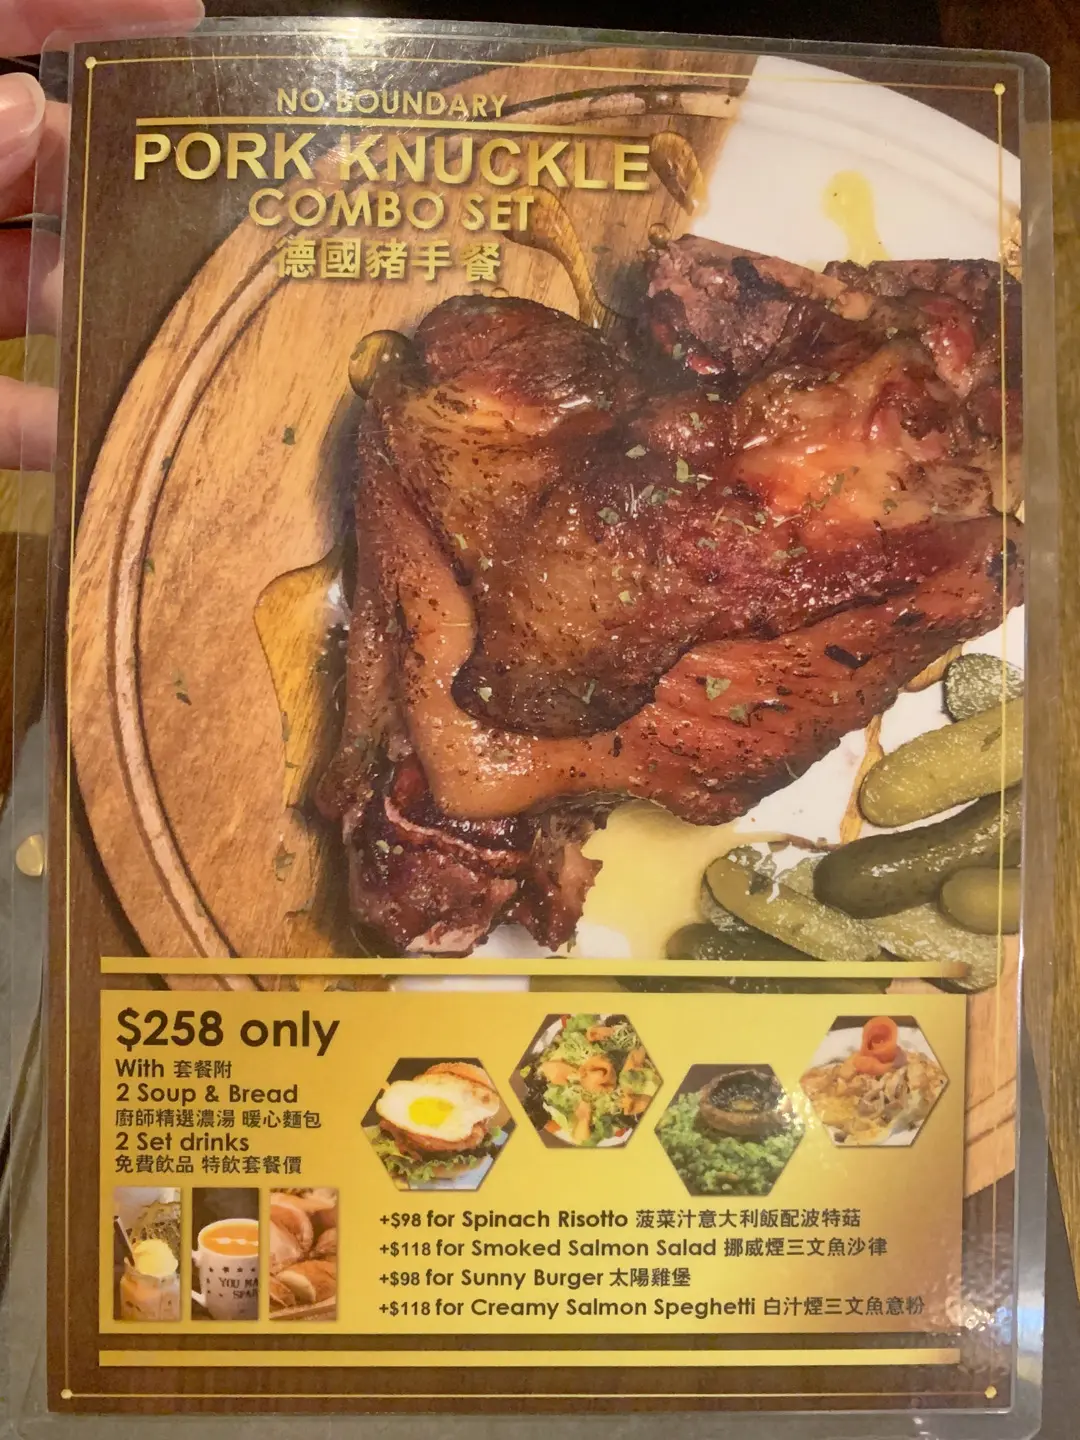 NO BOUNDARY
PORK KNUCKLE
COMBO SET
德國豬手餐
$258 only
With 套餐附
2 Soup & Bread
廚師精選濃湯 暖心麵包
2 Set drinks
免費飲品 特飲套餐價
YOU MA
SPAR
+$98 for Spinach Risotto 菠菜汁意大利飯配波特菇
+$118 for Smoked Salmon Salad 挪威煙三文魚沙律
+$98 for Sunny Burger 太陽雞堡
+$118 for Creamy Salmon Speghetti 白汁煙三文魚意粉